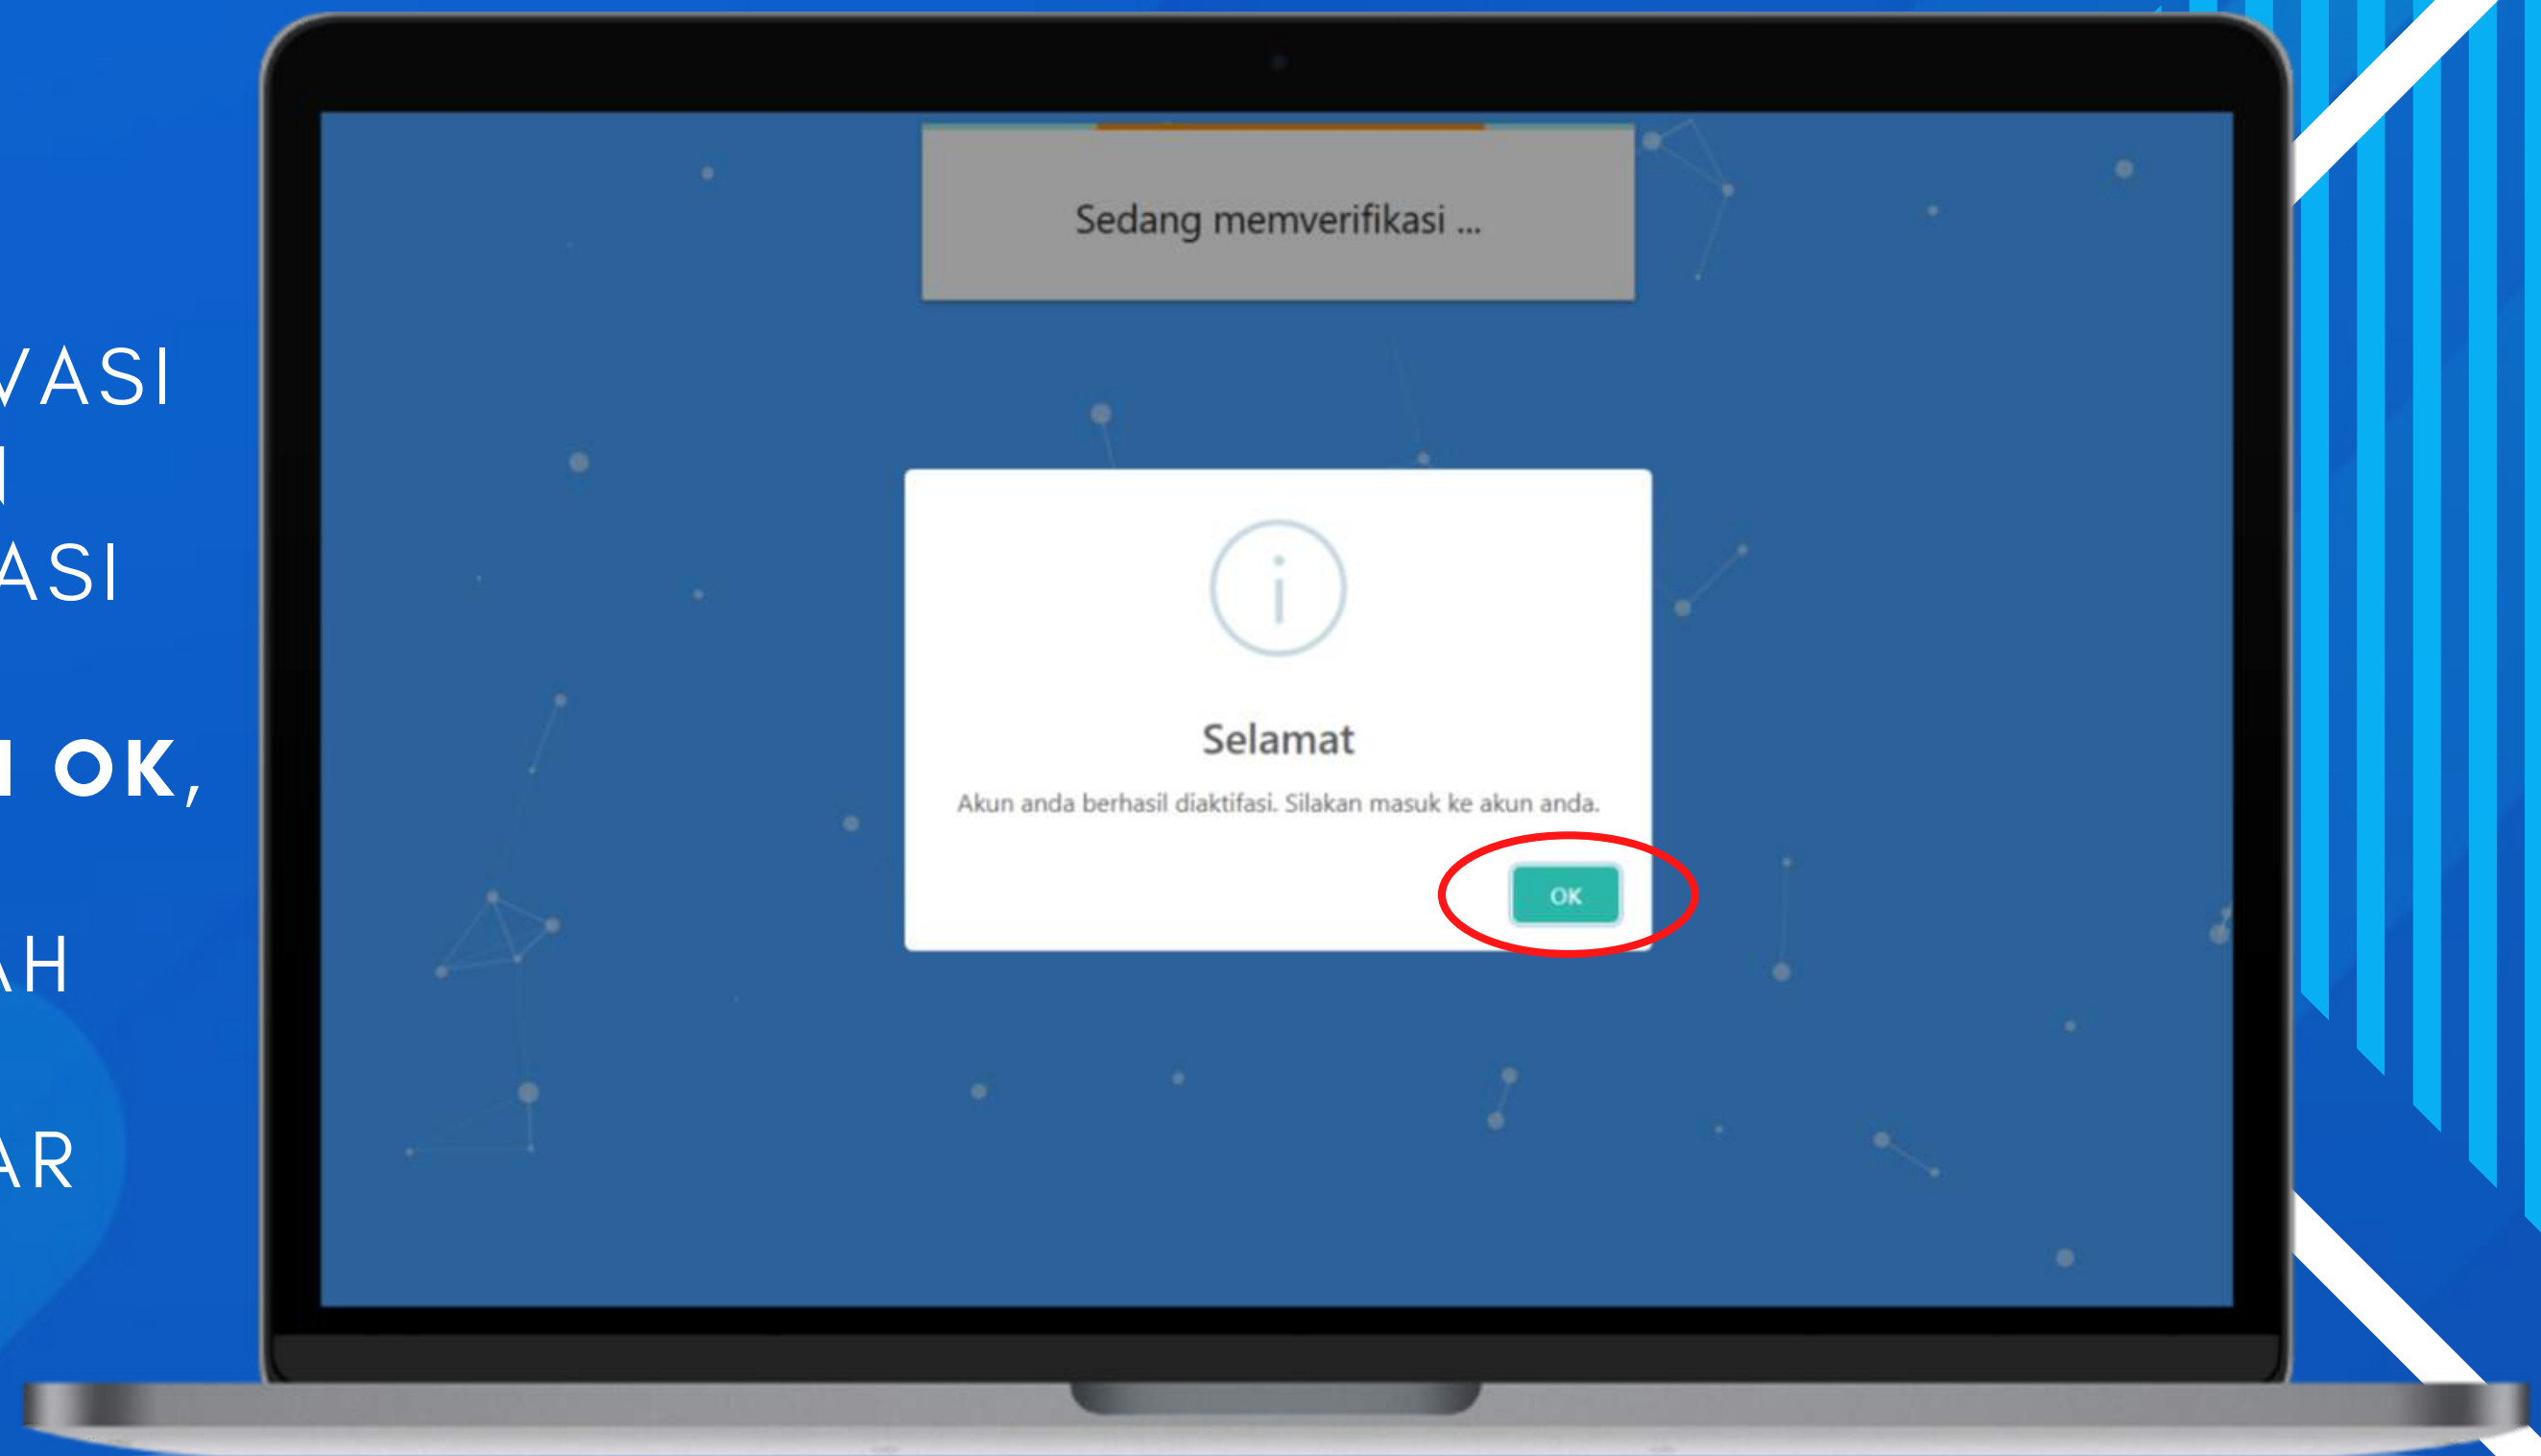 VASI
ASI
OK,
AH
AR
Sedang memverifikasi ...
i
Selamat
Akun anda berhasil diaktifasi. Silakan masuk ke akun anda.
OK